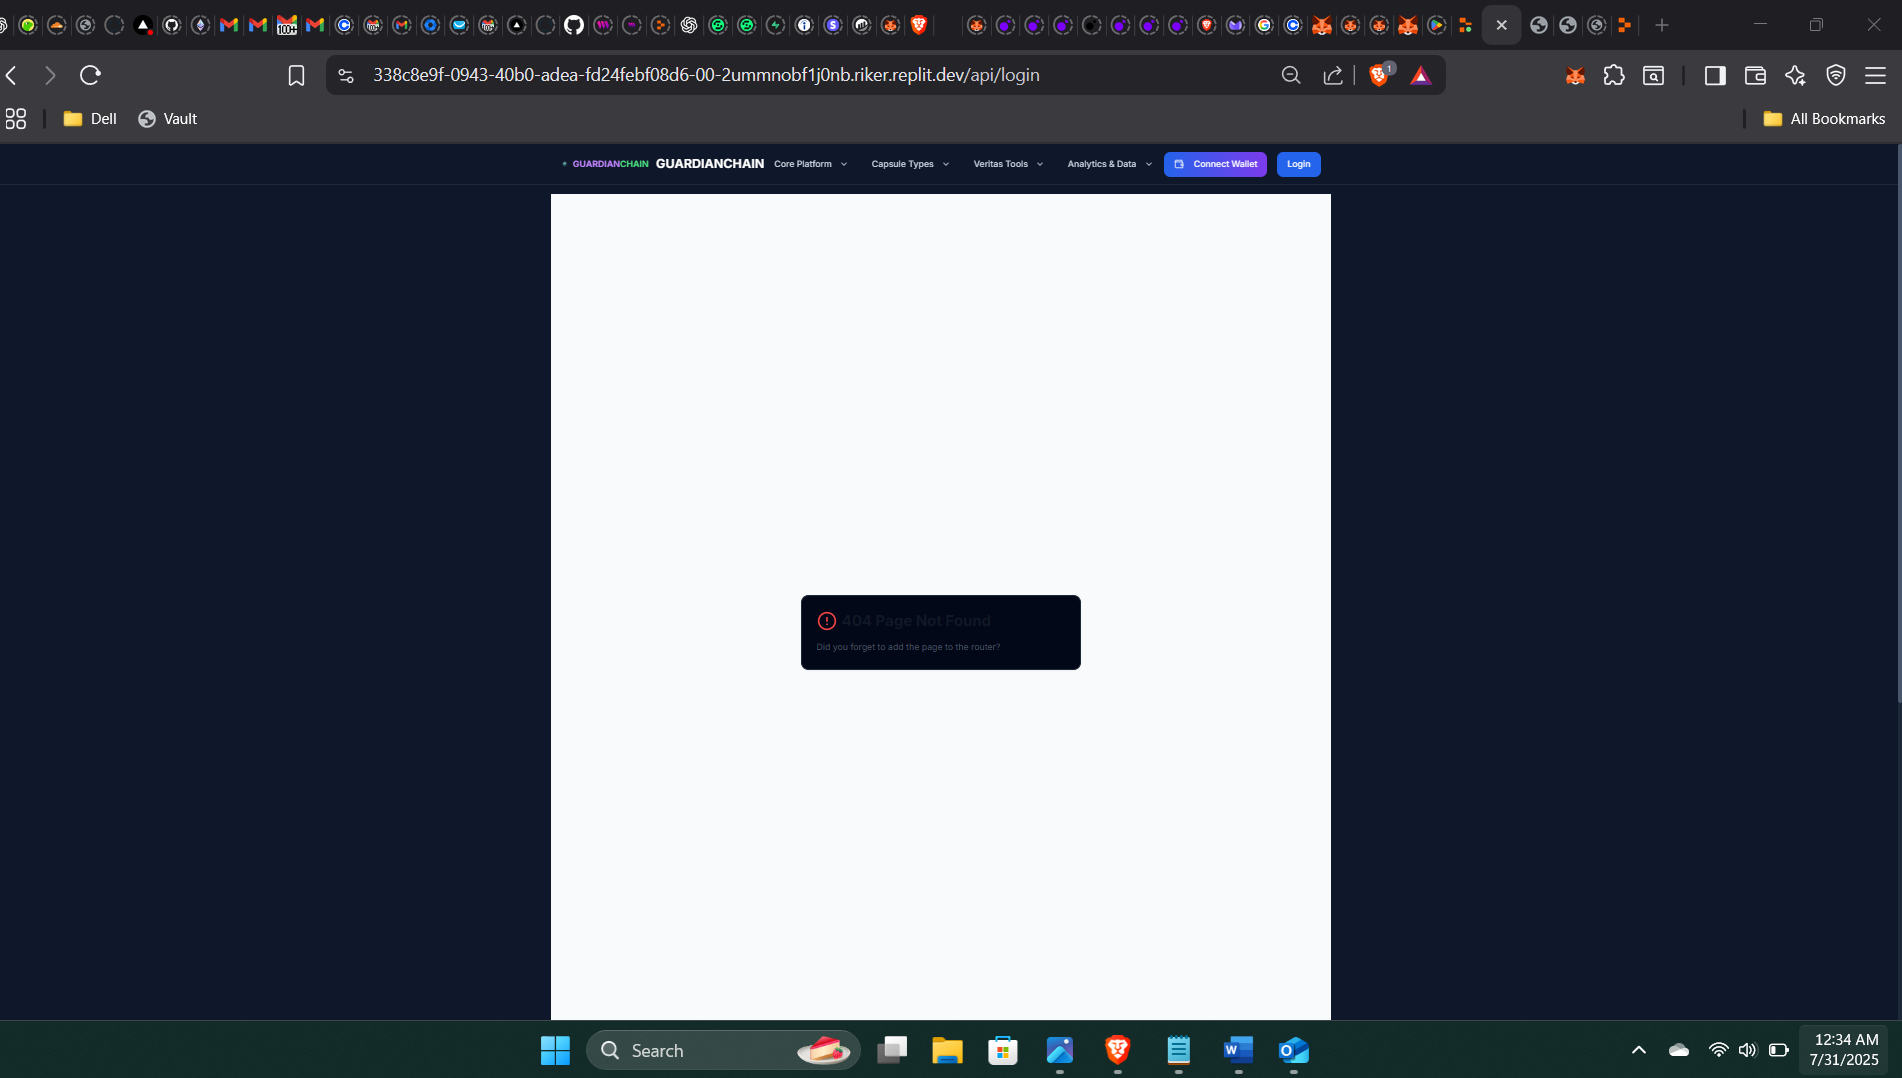 100+
338c8e9f-0943-40b0-adea-fd24febf08d6-00-2ummnobf1j0nb.riker.replit.dev/api/login
1
Dell
Vault
All Bookmarks
GUARDIANCHAIN GUARDIANCHAIN Core Platform Capsule Types Veritas Tools Analytics & Data Connect Wallet Login
404 Page Not Found
Did you forget to add the page to the router?
Search
12:34 AM
7/31/2025